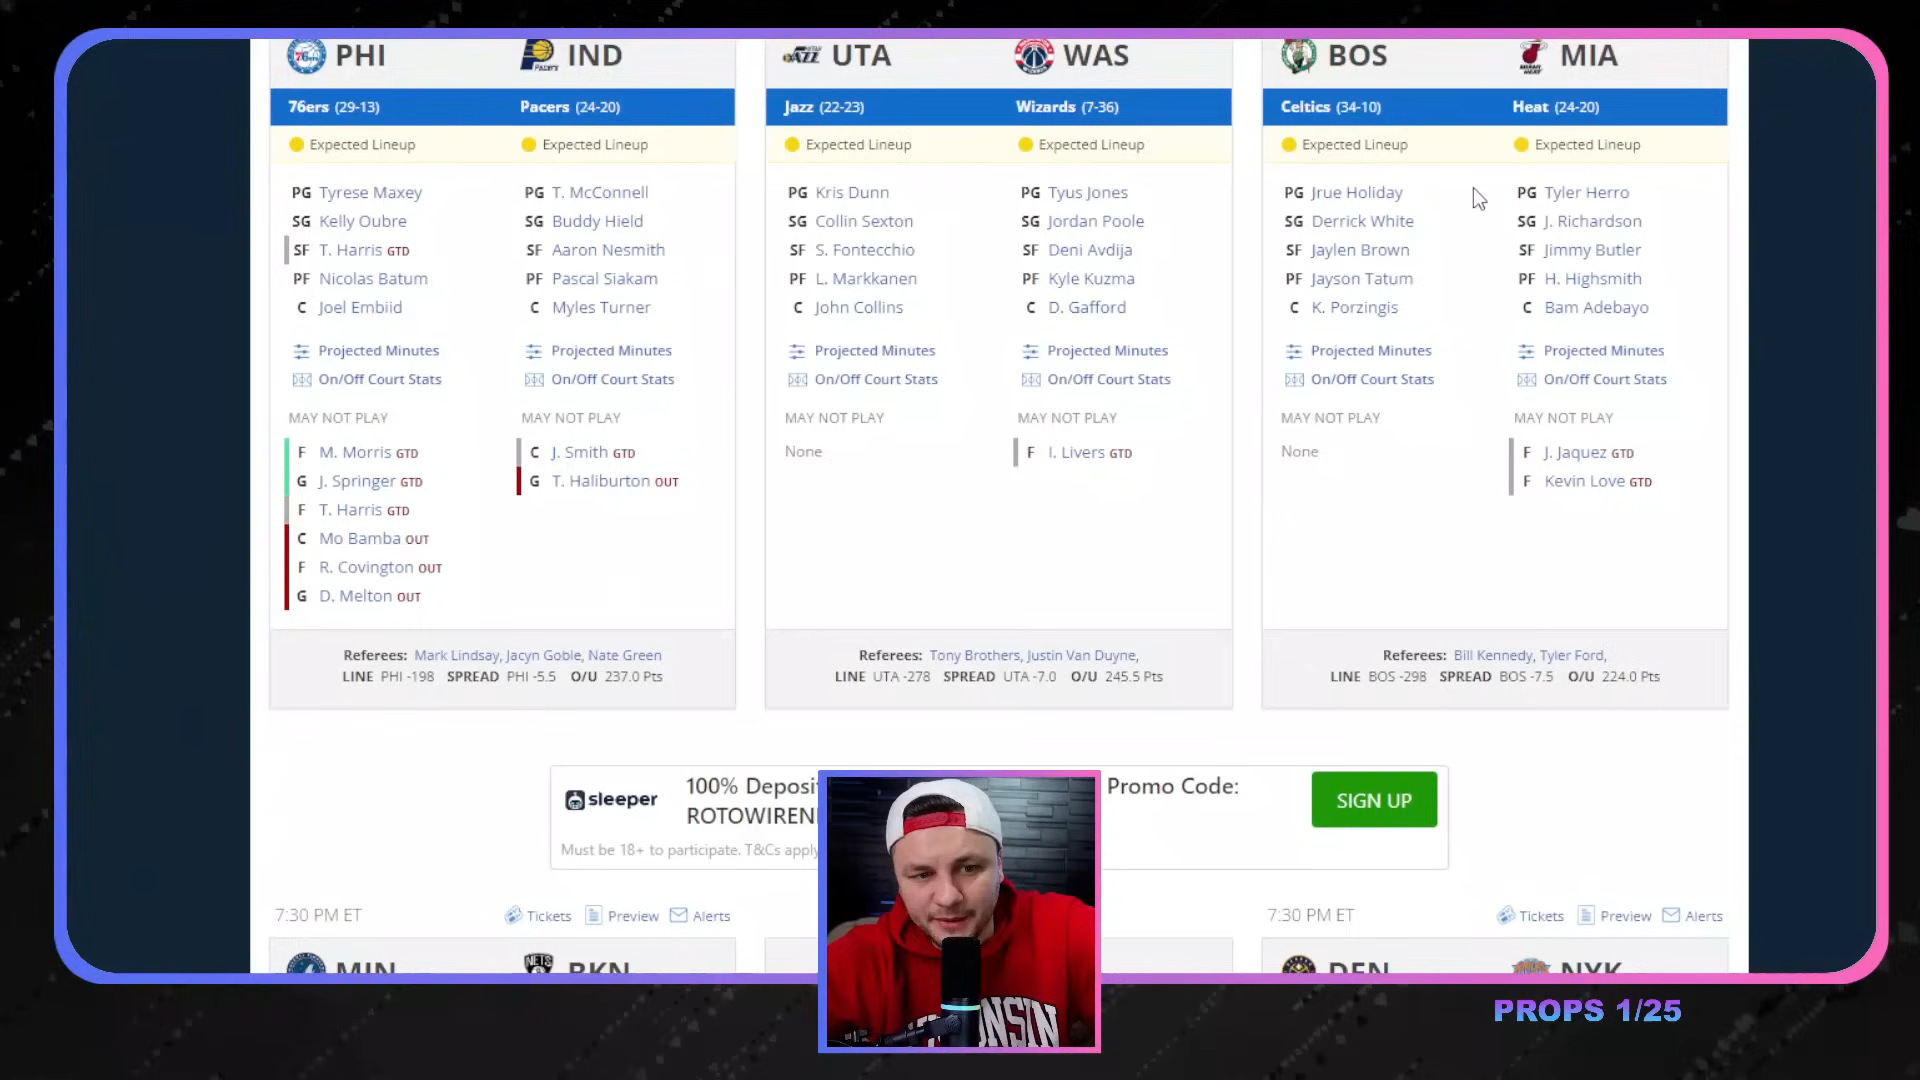 PHI IND
76ers (29-13) Pacers (24-20)
Expected Lineup Expected Lineup
PG Tyrese Maxey PG T. McConnell
SG Kelly Oubre SG Buddy Hield
SF T. Harris GTD SF Aaron Nesmith
PF Nicolas Batum PF Pascal Siakam
C Joel Embiid C Myles Turner
Projected Minutes Projected Minutes
On/Off Court Stats On/Off Court Stats
MAY NOT PLAY MAY NOT PLAY
F M. Morris GTD C J. Smith GTD
G J. Springer GTD G T. Haliburton OUT
F T. Harris GTD
C Mo Bamba OUT
F R. Covington OUT
G D. Melton OUT
Referees: Mark Lindsay, Jacyn Goble, Nate Green
LINE PHI -198 SPREAD PHI -5.5 O/U 237.0 Pts
UTA WAS
Jazz (22-23) Wizards (7-36)
Expected Lineup Expected Lineup
PG Kris Dunn PG Tyus Jones
SG Collin Sexton SG Jordan Poole
SF S. Fontecchio SF Deni Avdija
PF L. Markkanen PF Kyle Kuzma
C John Collins C D. Gafford
Projected Minutes Projected Minutes
On/Off Court Stats On/Off Court Stats
MAY NOT PLAY MAY NOT PLAY
None F I. Livers GTD
Referees: Tony Brothers, Justin Van Duyne,
LINE UTA -278 SPREAD UTA -7.0 O/U 245.5 Pts
BOS MIA
Celtics (34-10) Heat (24-20)
Expected Lineup Expected Lineup
PG Jrue Holiday PG Tyler Herro
SG Derrick White SG J. Richardson
SF Jaylen Brown SF Jimmy Butler
PF Jayson Tatum PF H. Highsmith
C K. Porzingis C Bam Adebayo
Projected Minutes Projected Minutes
On/Off Court Stats On/Off Court Stats
MAY NOT PLAY MAY NOT PLAY
None F J. Jaquez GTD
F Kevin Love GTD
Referees: Bill Kennedy, Tyler Ford,
LINE BOS -298 SPREAD BOS -7.5 O/U 224.0 Pts
sleeper 100% Promo Code: SIGN UP
Must be 18+ to participate. T&Cs apply
7:30 PM ET Tickets Preview Alerts
7:30 PM ET Tickets Preview Alerts
MIN BKN DEN NYK
PROPS 1/25